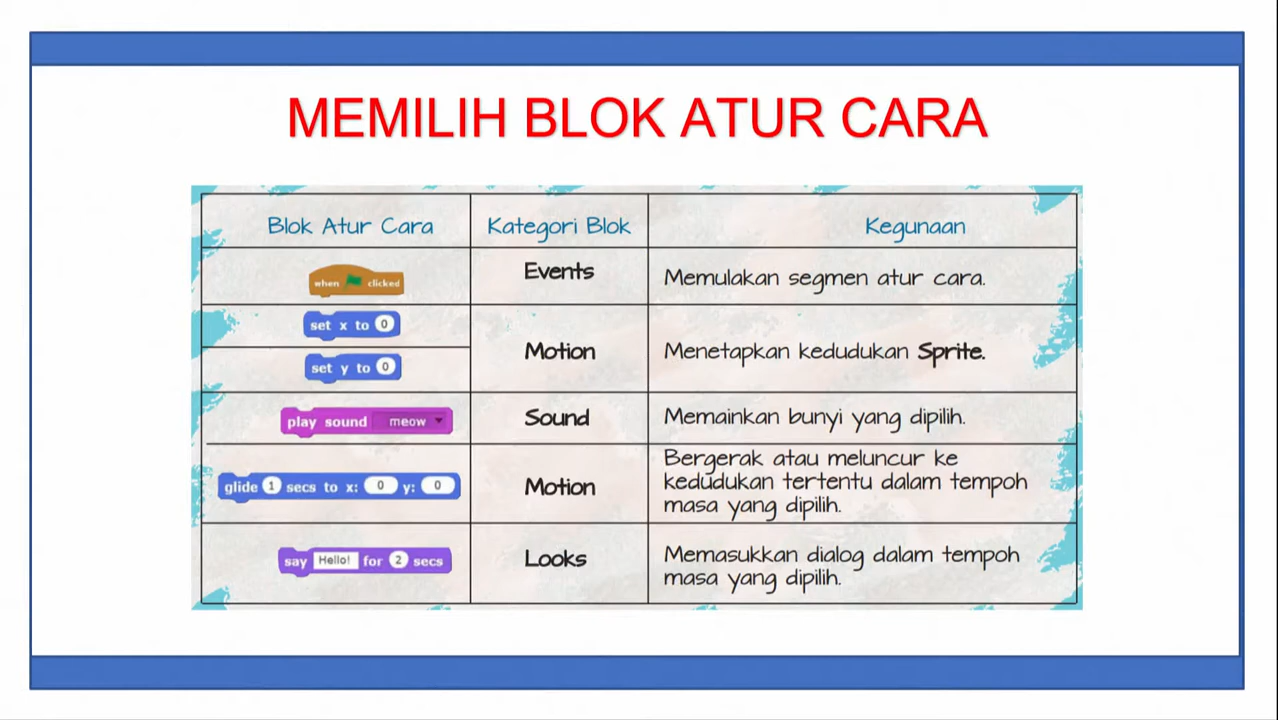 MEMILIH BLOK ATUR CARA
Blok Atur Cara Kategori Blok Kegunaan
when clicked Events Memulakan segmen atur cara.
set x to 0
set y to 0
Motion Menetapkan kedudukan Sprite.
play sound meow Sound Memainkan bunyi yang dipilih.
glide 1 secs to x: 0 y: 0 Motion Bergerak atau meluncur ke
kedudukan tertentu dalam tempoh
masa yang dipilih.
say Hello! for 2 secs Looks Memasukkan dialog dalam tempoh
masa yang dipilih.